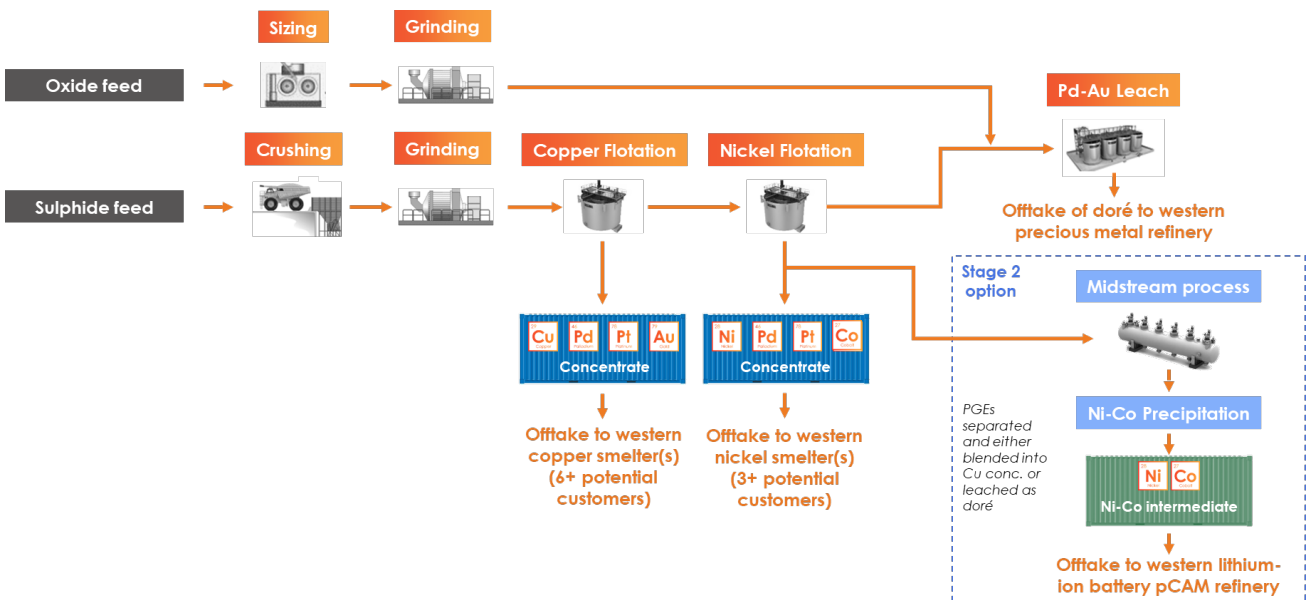 Sizing
Grinding
Oxide feed
Pd-Au Leach
Crushing
Grinding
Copper Flotation
Nickel Flotation
Sulphide feed
Offtake of doré to western
precious metal refinery
Stage 2
option
Midstream process
Cu Pd Pt Au
Concentrate
Ni Pd Pt Co
Concentrate
Offtake to western
copper smelter(s)
(6+ potential
customers)
Offtake to western
nickel smelter(s)
(3+ potential
customers)
PGEs
separated
and either
blended into
Cu conc. or
leached as
doré
Ni-Co Precipitation
Ni Co
Ni-Co intermediate
Offtake to western lithium-
ion battery pCAM refinery